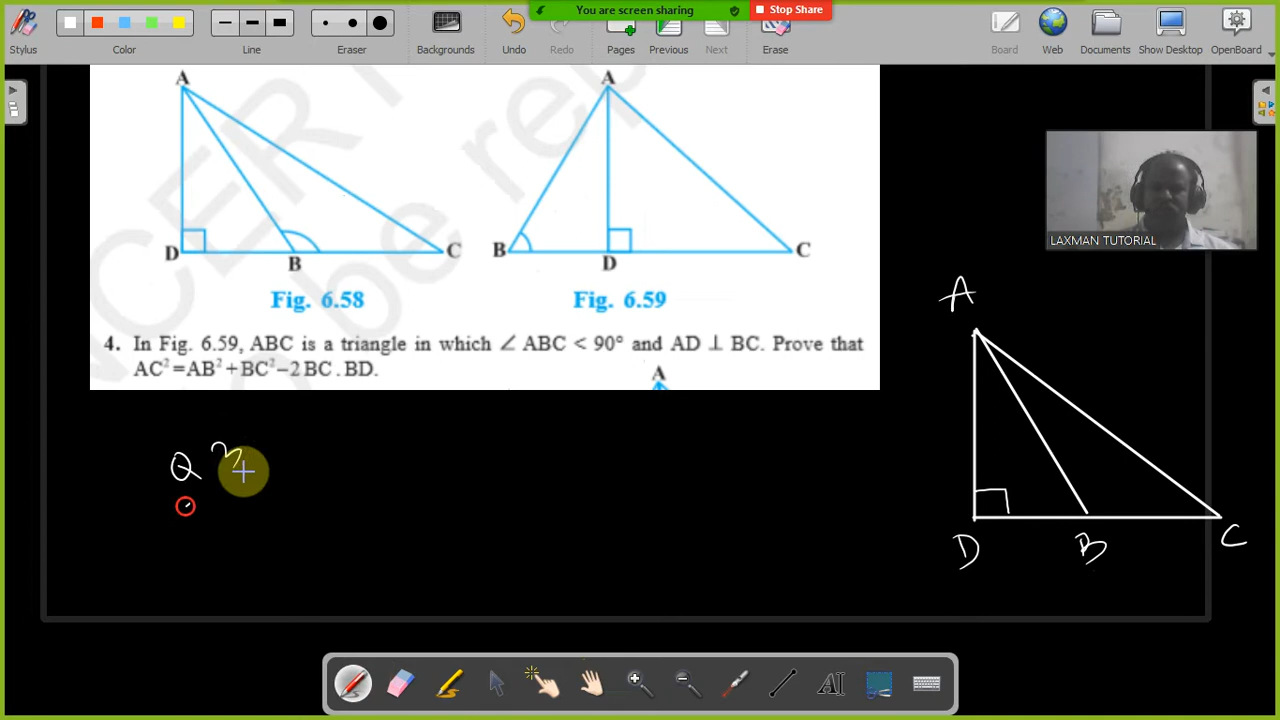 You are screen sharing
Stop Share
Stylus Color Line Eraser Backgrounds Undo Redo Pages Previous Next Erase Board Web Documents Show Desktop OpenBoard
A
D
B
C
A
B
D
C
Fig. 6.58
Fig. 6.59
4. In Fig. 6.59, ABC is a triangle in which ∠ ABC < 90° and AD ⊥ BC. Prove that
AC² =AB² + BC² – 2 BC . BD.
A
LAXMAN TUTORIAL
Q 3
A
D
B
C
AI